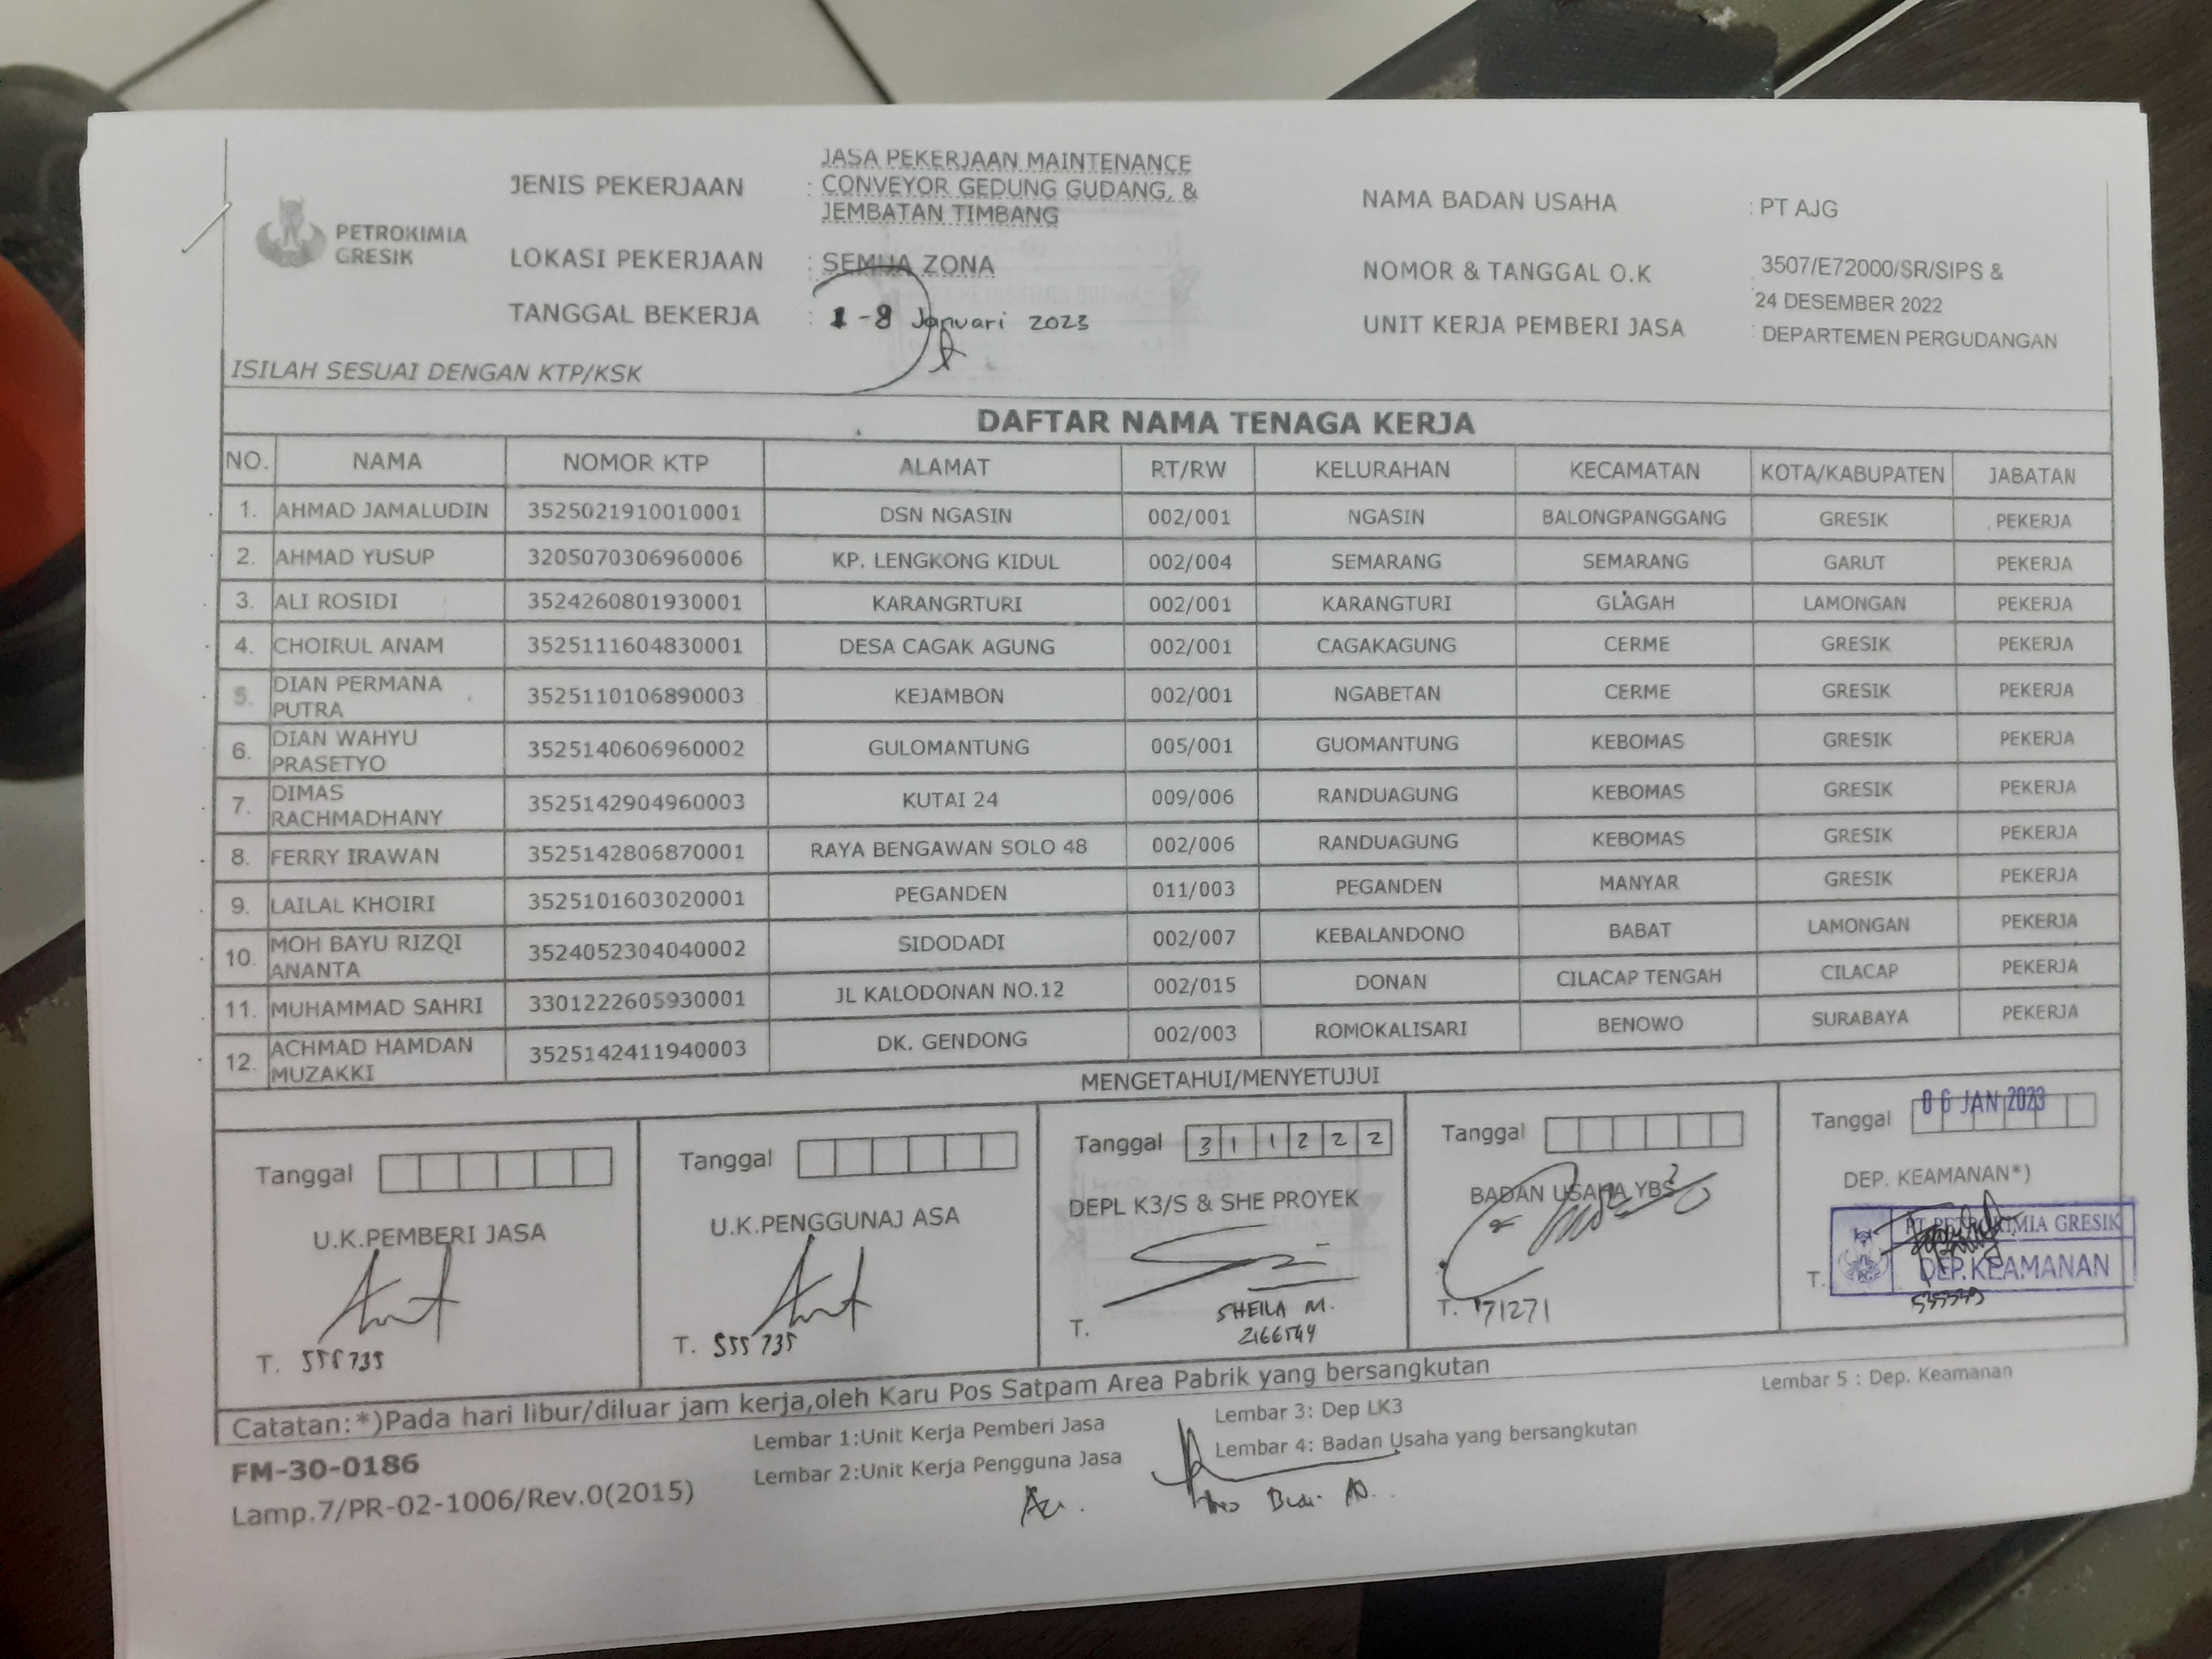 PETROKIMIA
GRESIK
JENIS PEKERJAAN : JASA PEKERJAAN MAINTENANCE
CONVEYOR GEDUNG GUDANG, &
JEMBATAN TIMBANG
LOKASI PEKERJAAN : SEMUA ZONA
TANGGAL BEKERJA : 1-8 Januari 2023
NAMA BADAN USAHA : PT AJG
NOMOR & TANGGAL O.K : 3507/E72000/SR/SIPS &
24 DESEMBER 2022
UNIT KERJA PEMBERI JASA : DEPARTEMEN PERGUDANGAN
ISILAH SESUAI DENGAN KTP/KSK
DAFTAR NAMA TENAGA KERJA
NO. NAMA NOMOR KTP ALAMAT RT/RW KELURAHAN KECAMATAN KOTA/KABUPATEN JABATAN
1. AHMAD JAMALUDIN 3525021910010001 DSN NGASIN 002/001 NGASIN BALONGPANGGANG GRESIK PEKERJA
2. AHMAD YUSUP 3205070306960006 KP. LENGKONG KIDUL 002/004 SEMARANG SEMARANG GARUT PEKERJA
3. ALI ROSIDI 3524260801930001 KARANGRTURI 002/001 KARANGTURI GLAGAH LAMONGAN PEKERJA
4. CHOIRUL ANAM 3525111604830001 DESA CAGAK AGUNG 002/001 CAGAKAGUNG CERME GRESIK PEKERJA
5. DIAN PERMANA PUTRA 3525110106890003 KEJAMBON 002/001 NGABETAN CERME GRESIK PEKERJA
6. DIAN WAHYU PRASETYO 3525140606960002 GULOMANTUNG 005/001 GUOMANTUNG KEBOMAS GRESIK PEKERJA
7. DIMAS RACHMADHANY 3525142904960003 KUTAI 24 009/006 RANDUAGUNG KEBOMAS GRESIK PEKERJA
8. FERRY IRAWAN 3525142806870001 RAYA BENGAWAN SOLO 48 002/006 RANDUAGUNG KEBOMAS GRESIK PEKERJA
9. LAILAL KHOIRI 3525101603020001 PEGANDEN 011/003 PEGANDEN MANYAR GRESIK PEKERJA
10. MOH BAYU RIZQI ANANTA 3524052304040002 SIDODADI 002/007 KEBALANDONO BABAT LAMONGAN PEKERJA
11. MUHAMMAD SAHRI 3301222605930001 JL KALODONAN NO.12 002/015 DONAN CILACAP TENGAH CILACAP PEKERJA
12. ACHMAD HAMDAN MUZAKKI 3525142411940003 DK. GENDONG 002/003 ROMOKALISARI BENOWO SURABAYA PEKERJA
MENGETAHUI/MENYETUJUI
Tanggal
U.K.PEMBERI JASA
T. 555735
Tanggal
U.K.PENGGUNAJ ASA
T. 555735
Tanggal 311222
DEPL K3/S & SHE PROYEK
SHEILA M.
T. 2166544
Tanggal
BADAN USAHA YBS
T. 171271
Tanggal 06 JAN 2023
DEP. KEAMANAN*)
PT PETROKIMIA GRESIK
T. DEP.KEAMANAN
Catatan:*)Pada hari libur/diluar jam kerja,oleh Karu Pos Satpam Area Pabrik yang bersangkutan
FM-30-0186
Lamp.7/PR-02-1006/Rev.0(2015)
Lembar 1:Unit Kerja Pemberi Jasa
Lembar 2:Unit Kerja Pengguna Jasa
Lembar 3: Dep LK3
Lembar 4: Badan Usaha yang bersangkutan
Lembar 5 : Dep. Keamanan